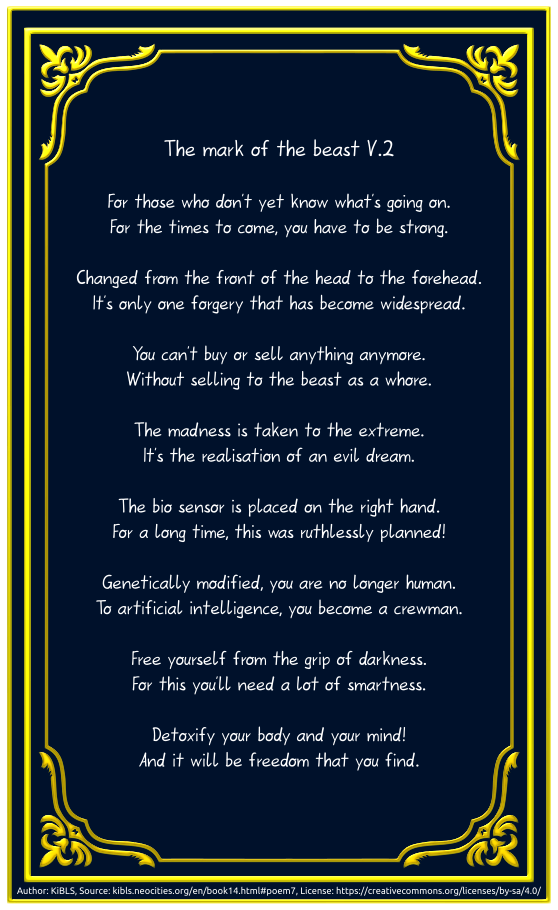 The mark of the beast V.2
For those who don't yet know what's going on.
For the times to come, you have to be strong.
Changed from the front of the head to the forehead.
It's only one forgery that has become widespread.
You can't buy or sell anything anymore.
Without selling to the beast as a whore.
The madness is taken to the extreme.
It's the realisation of an evil dream.
The bio sensor is placed on the right hand.
For a long time, this was ruthlessly planned!
Genetically modified, you are no longer human.
To artificial intelligence, you become a crewman.
Free yourself from the grip of darkness.
For this you'll need a lot of smartness.
Detoxify your body and your mind!
And it will be freedom that you find.
Author: KiBLS, Source: kibls.neocities.org/en/book14.html#poem7, License: https://creativecommons.org/licenses/by-sa/4.0/